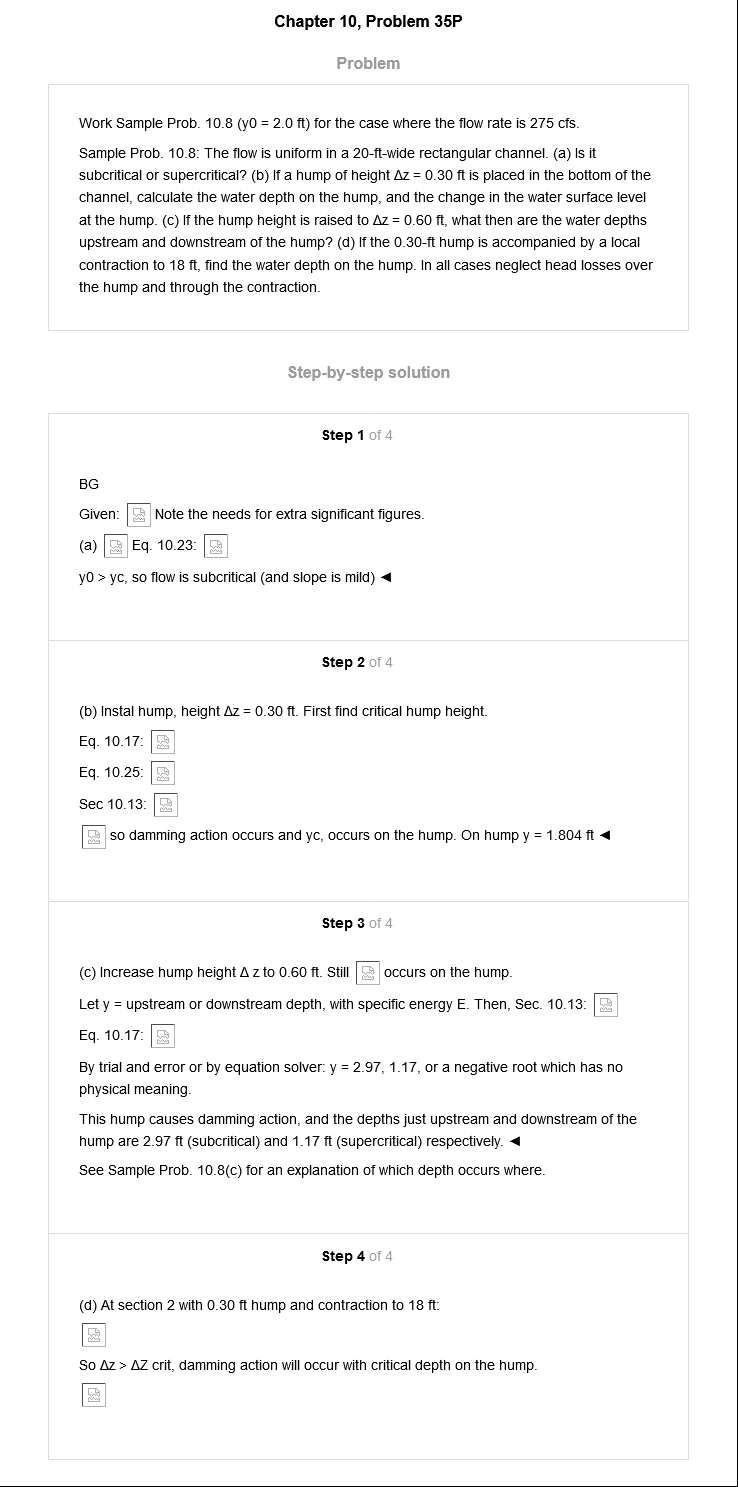 Chapter 10, Problem 35P
Problem
Work Sample Prob. 10.8 (y0 = 2.0 ft) for the case where the flow rate is 275 cfs.
Sample Prob. 10.8: The flow is uniform in a 20-ft-wide rectangular channel. (a) Is it
subcritical or supercritical? (b) If a hump of height Δz = 0.30 ft is placed in the bottom of the
channel, calculate the water depth on the hump, and the change in the water surface level
at the hump. (c) If the hump height is raised to Δz = 0.60 ft, what then are the water depths
upstream and downstream of the hump? (d) If the 0.30-ft hump is accompanied by a local
contraction to 18 ft, find the water depth on the hump. In all cases neglect head losses over
the hump and through the contraction.
Step-by-step solution
Step 1 of 4
BG
Given: Note the needs for extra significant figures.
(a) Eq. 10.23:
y0 > yc, so flow is subcritical (and slope is mild) ◄
Step 2 of 4
(b) Instal hump, height Δz = 0.30 ft. First find critical hump height.
Eq. 10.17:
Eq. 10.25:
Sec 10.13:
so damming action occurs and yc, occurs on the hump. On hump y = 1.804 ft ◄
Step 3 of 4
(c) Increase hump height Δ z to 0.60 ft. Still occurs on the hump.
Let y = upstream or downstream depth, with specific energy E. Then, Sec. 10.13:
Eq. 10.17:
By trial and error or by equation solver: y = 2.97, 1.17, or a negative root which has no
physical meaning.
This hump causes damming action, and the depths just upstream and downstream of the
hump are 2.97 ft (subcritical) and 1.17 ft (supercritical) respectively. ◄
See Sample Prob. 10.8(c) for an explanation of which depth occurs where.
Step 4 of 4
(d) At section 2 with 0.30 ft hump and contraction to 18 ft:
So Δz > ΔZ crit, damming action will occur with critical depth on the hump.